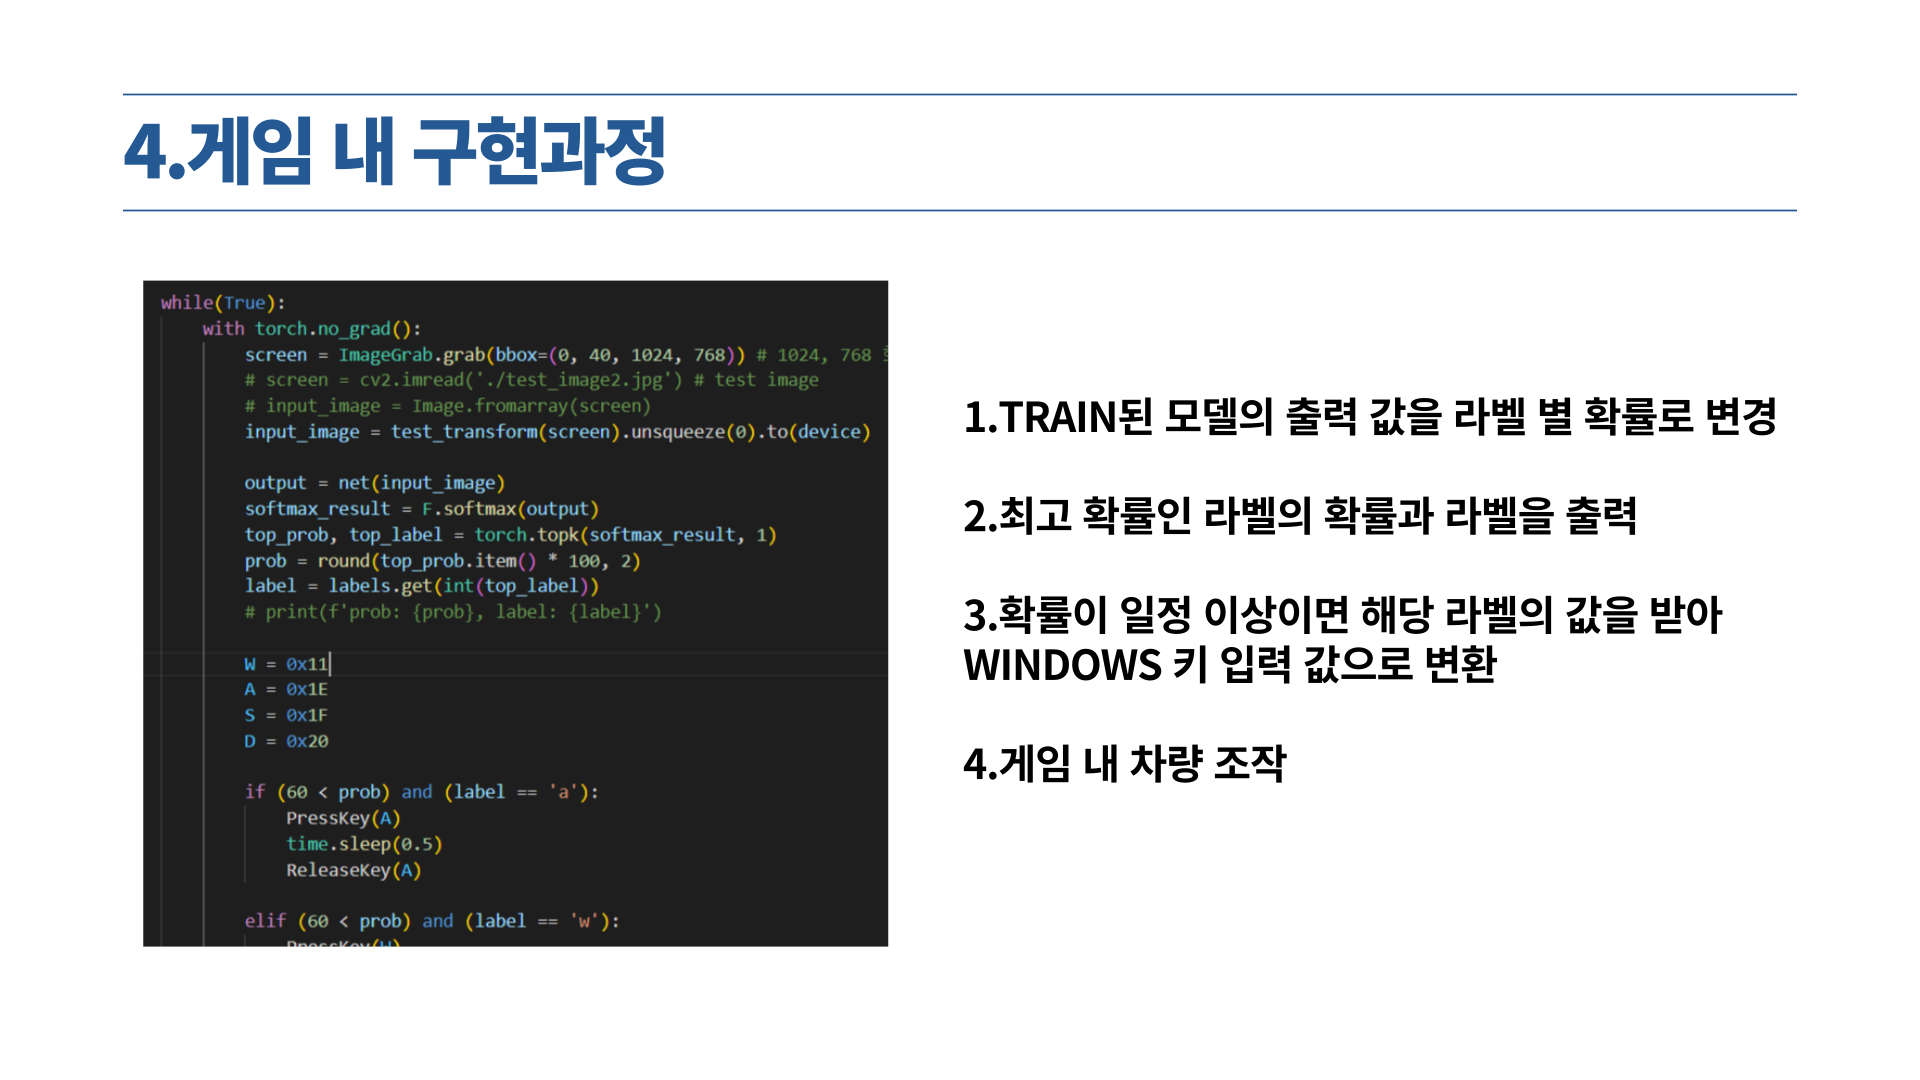 4.게임 내 구현과정
while(True):
with torch.no_grad():
screen = ImageGrab.grab(bbox=(0, 40, 1024, 768)) # 1024, 768
# screen = cv2.imread('./test_image2.jpg') # test image
# input_image = Image.fromarray(screen)
input_image = test_transform(screen).unsqueeze(0).to(device)
output = net(input_image)
softmax_result = F.softmax(output)
top_prob, top_label = torch.topk(softmax_result, 1)
prob = round(top_prob.item() * 100, 2)
label = labels.get(int(top_label))
# print(f'prob: {prob}, label: {label}')
W = 0x11
A = 0x1E
S = 0x1F
D = 0x20
if (60 < prob) and (label == 'a'):
PressKey(A)
time.sleep(0.5)
ReleaseKey(A)
elif (60 < prob) and (label == 'w'):
PressKey(W)
1.TRAIN된 모델의 출력 값을 라벨 별 확률로 변경
2.최고 확률인 라벨의 확률과 라벨을 출력
3.확률이 일정 이상이면 해당 라벨의 값을 받아
WINDOWS 키 입력 값으로 변환
4.게임 내 차량 조작